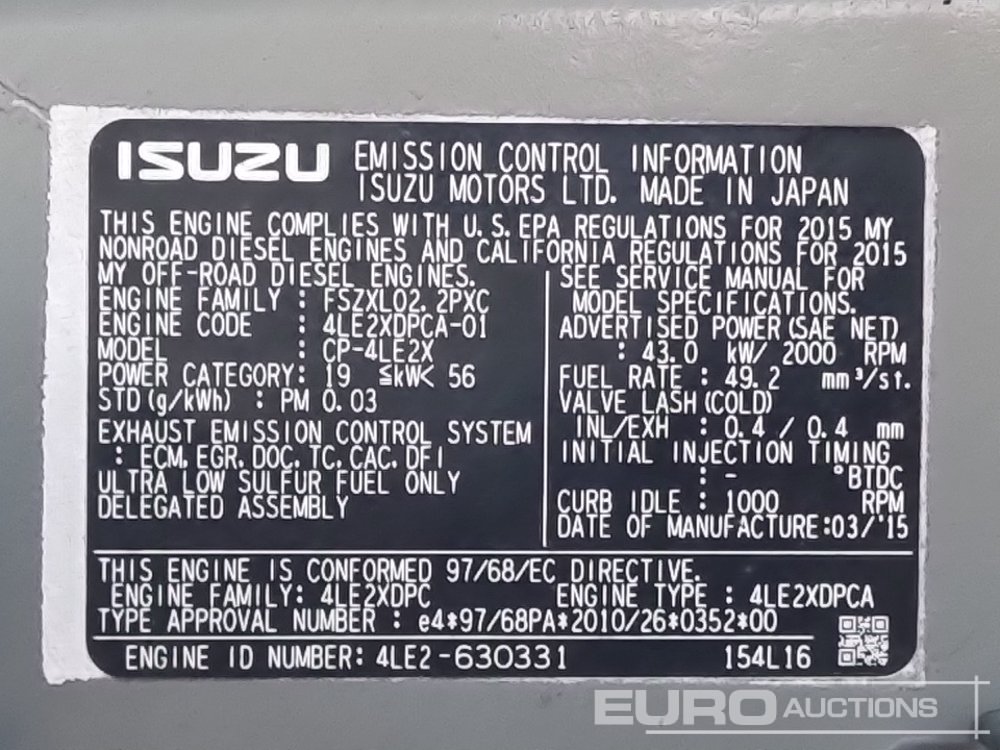 ISUZU EMISSION CONTROL INFORMATION
ISUZU MOTORS LTD. MADE IN JAPAN
THIS ENGINE COMPLIES WITH U.S.EPA REGULATIONS FOR 2015 MY
NONROAD DIESEL ENGINES AND CALIFORNIA REGULATIONS FOR 2015
MY OFF-ROAD DIESEL ENGINES.
ENGINE FAMILY : FSZXL02.2PXC
ENGINE CODE : 4LE2XDPCA-01
MODEL : CP-4LE2X
POWER CATEGORY: 19 ≦kW< 56
STD(g/kWh) : PM 0.03
EXHAUST EMISSION CONTROL SYSTEM
: ECM, EGR, DOC, TC, CAC, DFI
ULTRA LOW SULFUR FUEL ONLY
DELEGATED ASSEMBLY
SEE SERVICE MANUAL FOR
MODEL SPECIFICATIONS.
ADVERTISED POWER(SAE NET)
: 43.0 kW/ 2000 RPM
FUEL RATE : 49.2 mm³/st.
VALVE LASH(COLD)
INL/EXH : 0.4 / 0.4 mm
INITIAL INJECTION TIMING
: - °BTDC
CURB IDLE : 1000 RPM
DATE OF MANUFACTURE:03/'15
THIS ENGINE IS CONFORMED 97/68/EC DIRECTIVE.
ENGINE FAMILY: 4LE2XDPC ENGINE TYPE : 4LE2XDPCA
TYPE APPROVAL NUMBER : e4*97/68PA*2010/26*0352*00
ENGINE ID NUMBER: 4LE2-630331 154L16
EURO AUCTIONS